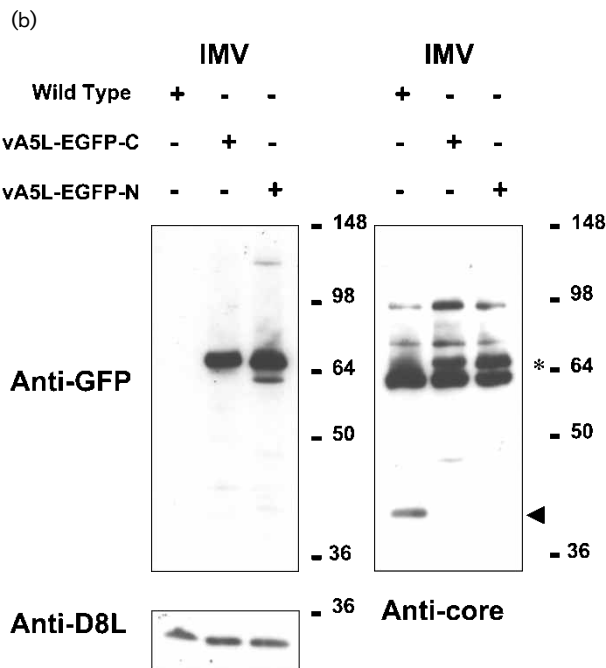 (b)
IMV IMV
Wild Type + - - + - -
vA5L-EGFP-C - + - - + -
vA5L-EGFP-N - - + - - +
- 148 - 148
- 98 - 98
Anti-GFP - 64 * - 64
- 50 - 50
- 36 - 36
- 36
Anti-D8L Anti-core